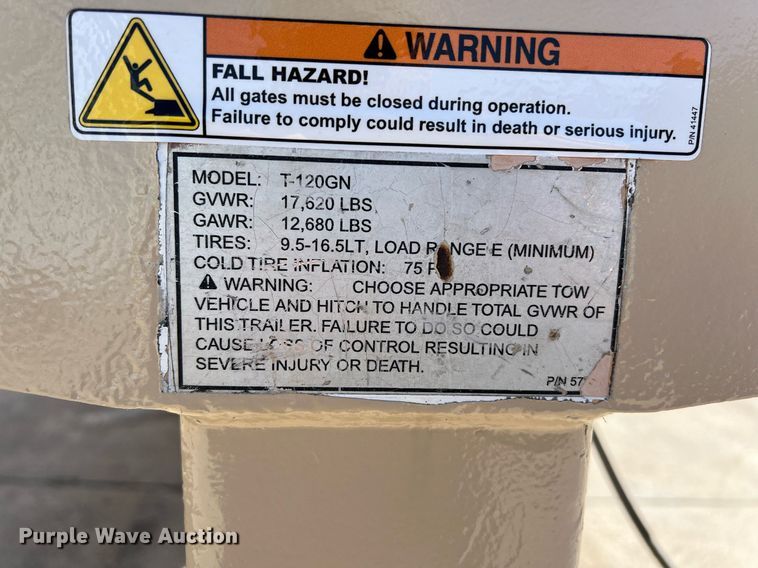 WARNING
FALL HAZARD!
All gates must be closed during operation.
Failure to comply could result in death or serious injury.
P/N 41447
MODEL: T-120GN
GVWR: 17,620 LBS
GAWR: 12,680 LBS
TIRES: 9.5-16.5LT, LOAD RANGE E (MINIMUM)
COLD TIRE INFLATION: 75
WARNING: CHOOSE APPROPRIATE TOW
VEHICLE AND HITCH TO HANDLE TOTAL GVWR OF
THIS TRAILER. FAILURE TO DO SO COULD
CAUSE LOSS OF CONTROL RESULTING IN
SEVERE INJURY OR DEATH.
P/N
Purple Wave Auction